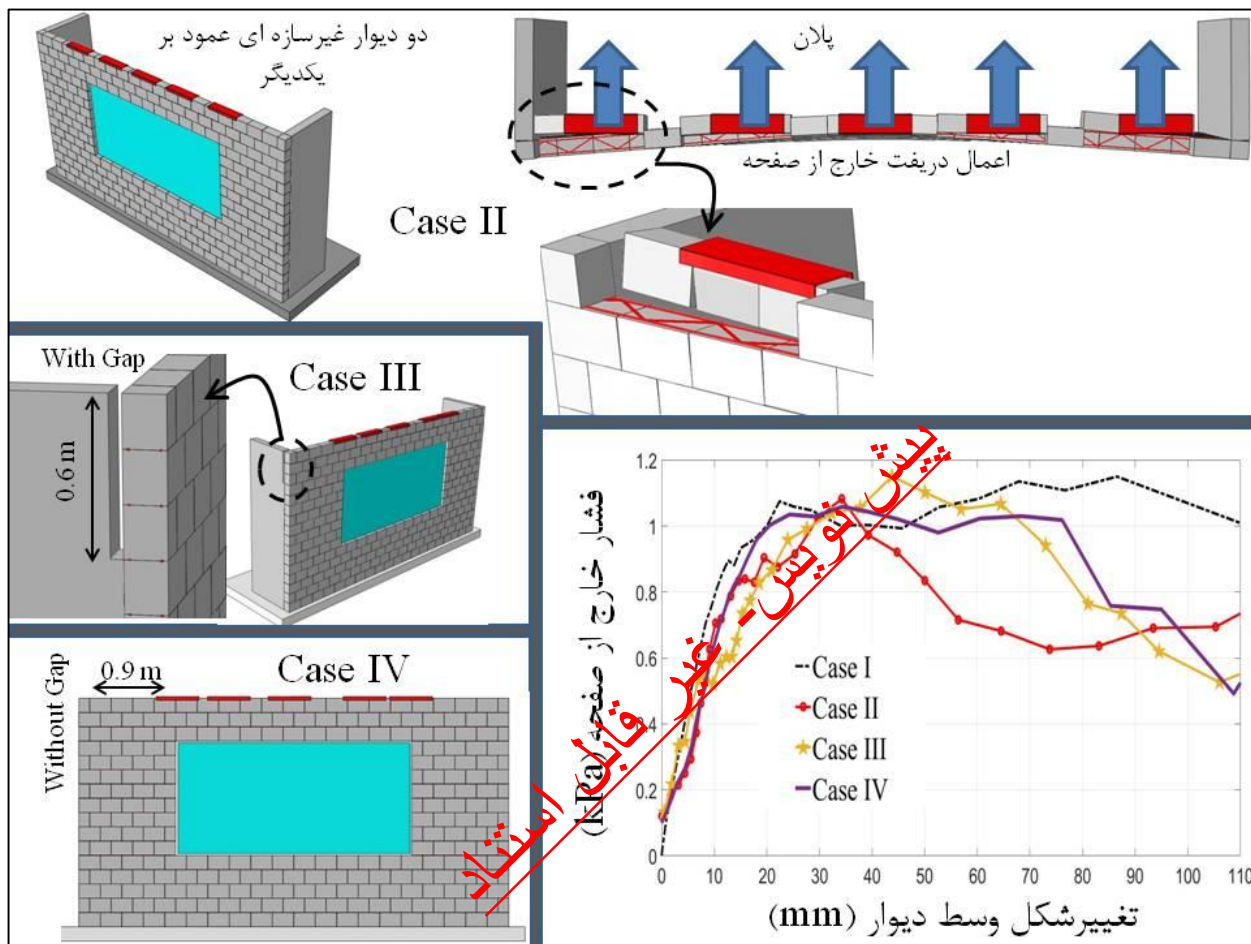 دو دیوار غیرسازه ای عمود بر
یکدیگر
پلان
اعمال دریفت خارج از صفحه
Case II
With Gap
Case III
0.6 m
Case IV
0.9 m
Without Gap
فشار خارج از صفحه (kPa)
1.2
1
0.8
0.6
0.4
0.2
0
Case I
Case II
Case III
Case IV
0 10 20 30 40 50 60 70 80 90 100 110
تغییرشکل وسط دیوار (mm)
پیش نویس- غیر قابل استناد